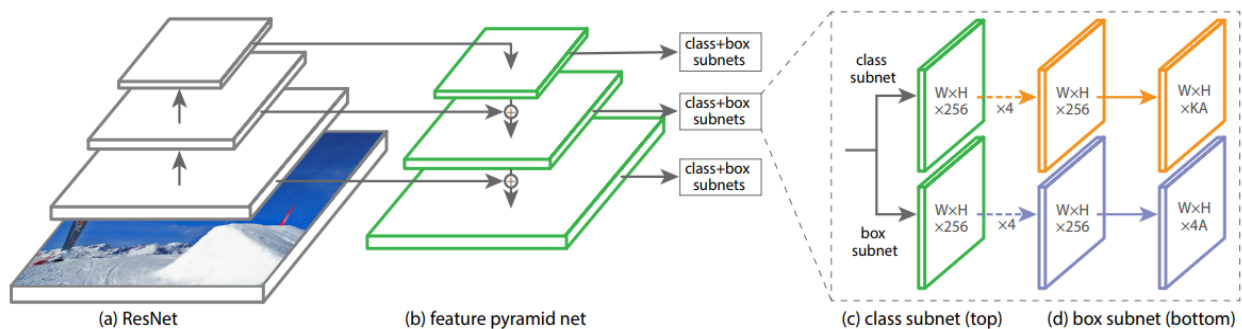 class+box
subnets
class+box
subnets
class+box
subnets
class
subnet
W×H
×256
×4
W×H
×256
W×H
×KA
box
subnet
W×H
×256
×4
W×H
×256
W×H
×4A
(a) ResNet
(b) feature pyramid net
(c) class subnet (top)
(d) box subnet (bottom)